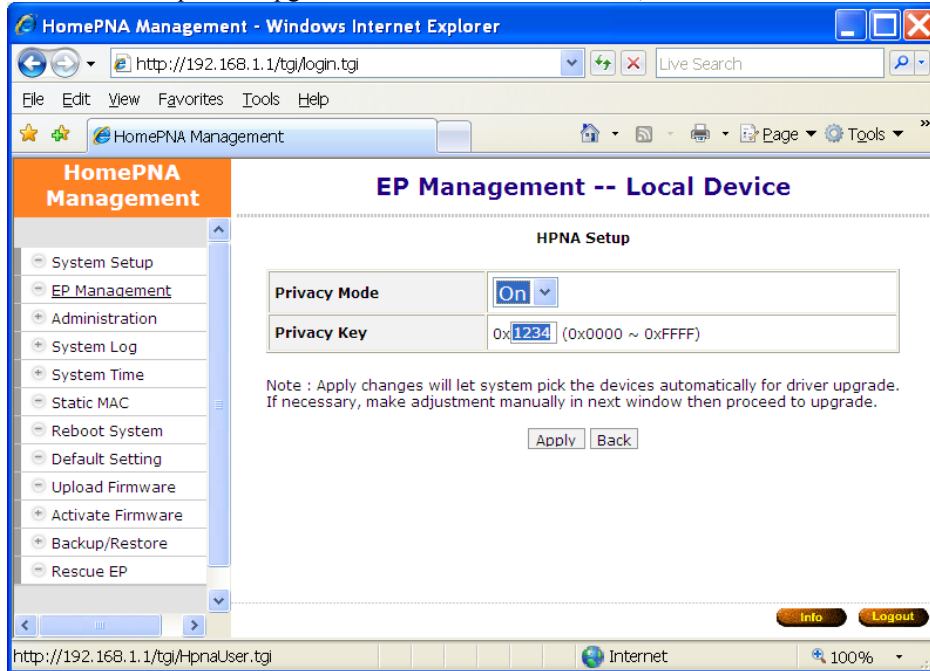 HomePNA Management - Windows Internet Explorer
http://192.168.1.1/tgi/login.tgi
Live Search
File Edit View Favorites Tools Help
HomePNA Management
Page Tools »
HomePNA Management
System Setup
EP Management
Administration
System Log
System Time
Static MAC
Reboot System
Default Setting
Upload Firmware
Activate Firmware
Backup/Restore
Rescue EP
EP Management -- Local Device
HPNA Setup
Privacy Mode On
Privacy Key 0x1234 (0x0000 ~ 0xFFFF)
Note : Apply changes will let system pick the devices automatically for driver upgrade.
If necessary, make adjustment manually in next window then proceed to upgrade.
Apply Back
Info Logout
http://192.168.1.1/tgi/HpnaUser.tgi Internet 100%